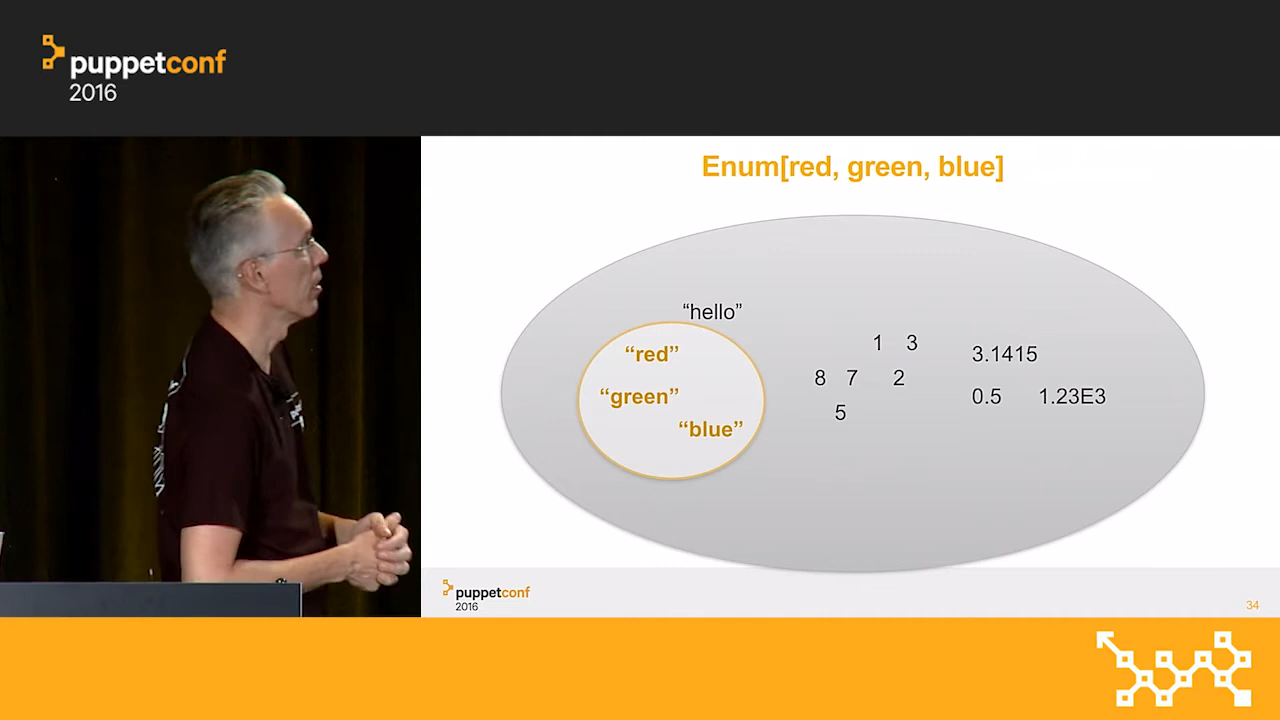 puppetconf
2016
Enum[red, green, blue]
“hello”
“red”
“green”
“blue”
1 3
8 7 2
5
3.1415
0.5 1.23E3
puppetconf
2016
34